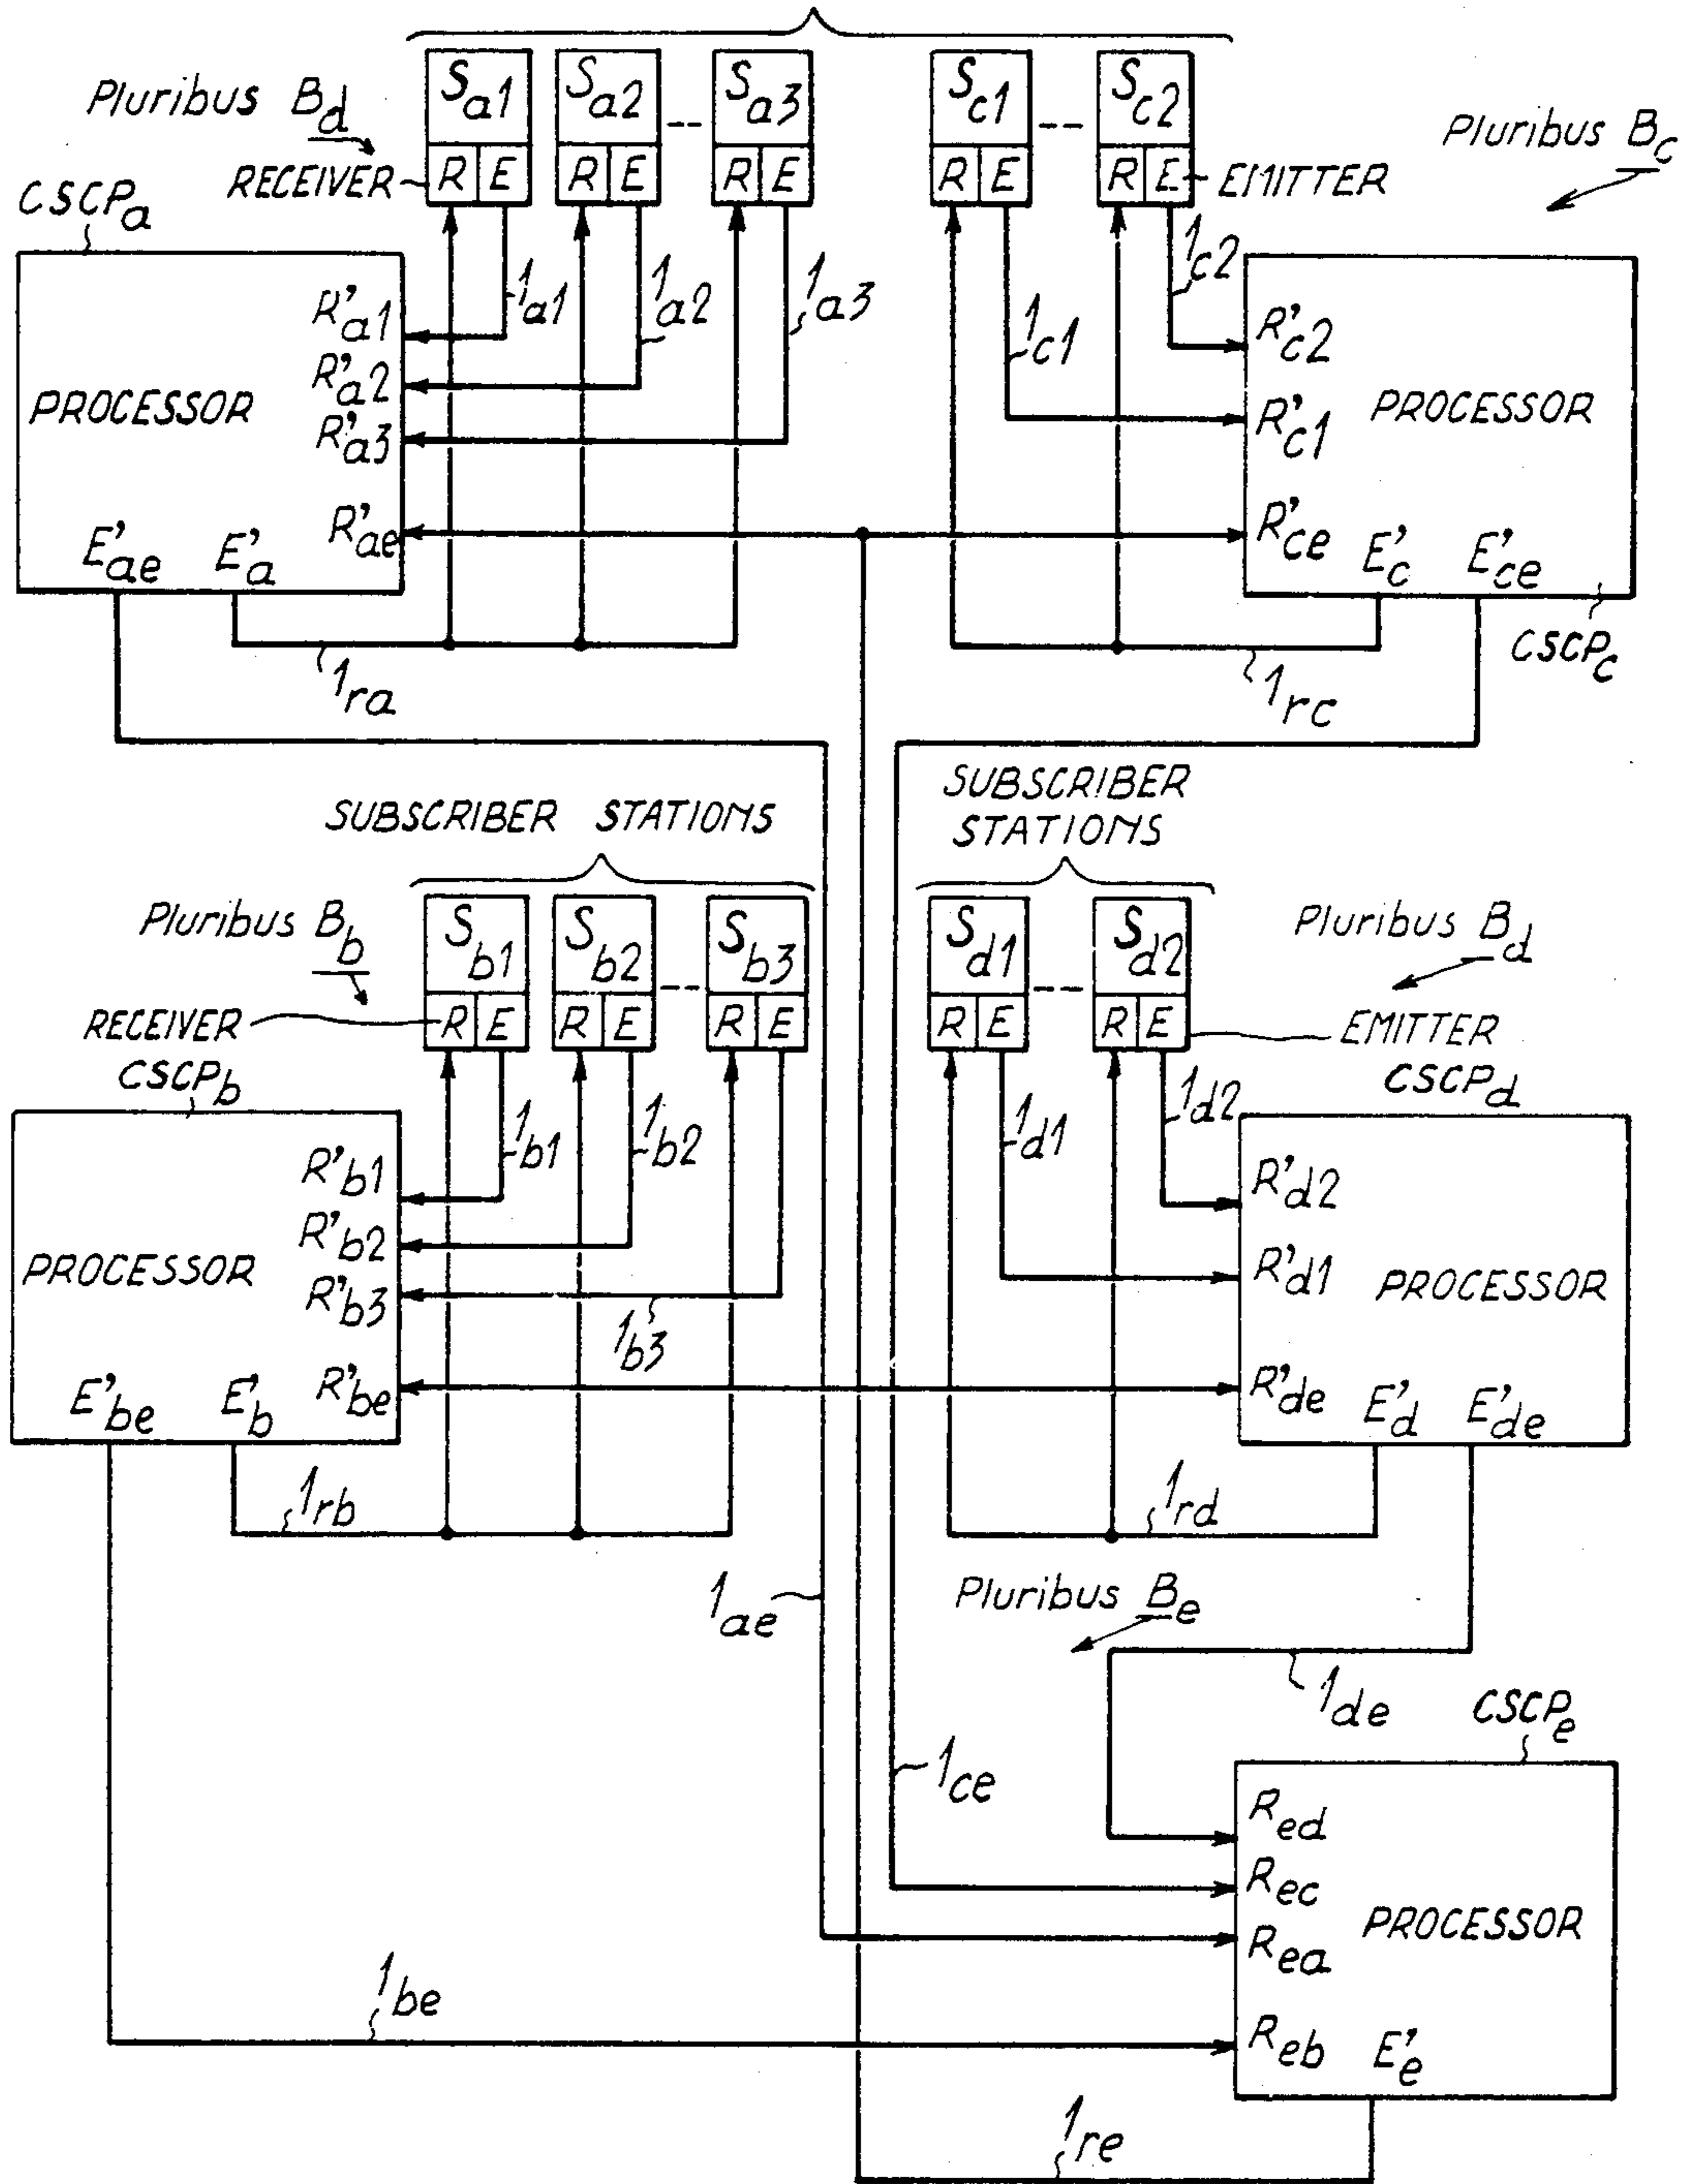 Pluribus Bd
Sa1 Sa2 Sa3 Sc1 Sc2
Pluribus Bc
RECEIVER R E R E R E R E R E EMITTER
CSCPa
1a1 1a2 1a3 1c1 1c2
R'a1
R'a2
R'a3
PROCESSOR
E'ae E'a R'ae
R'c2
R'c1
PROCESSOR
R'ce E'c E'ce
CSCPc
1ra
1rc
SUBSCRIBER STATIONS
SUBSCRIBER
STATIONS
Pluribus Bb
Sb1 Sb2 Sb3 Sd1 Sd2
Pluribus Bd
RECEIVER R E R E R E R E R E EMITTER
CSCPb
CSCPd
1b1 1b2 1d1 1d2
R'b1
R'b2
R'b3
PROCESSOR
1b3
E'be E'b R'be
R'd2
R'd1
PROCESSOR
R'de E'd E'de
1rb
1rd
1ae
Pluribus Be
1de
CSCPe
1ce
Red
Rec
PROCESSOR
Rea
1be
Reb E'e
1re